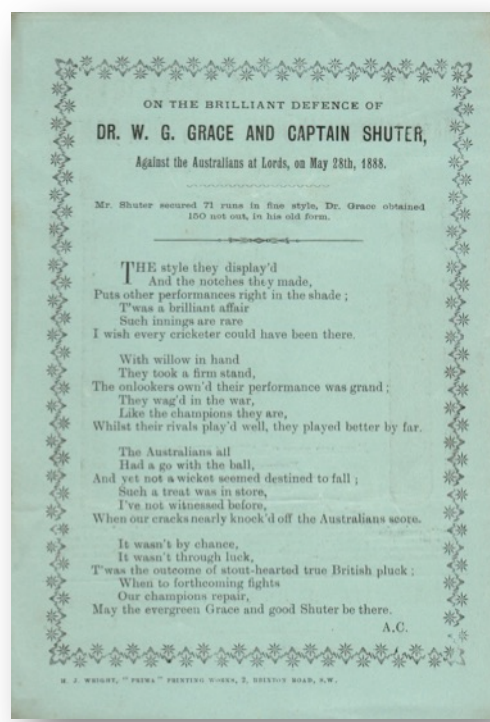 ON THE BRILLIANT DEFENCE OF
DR. W. G. GRACE AND CAPTAIN SHUTER,
Against the Australians at Lords, on May 28th, 1888.
Mr. Shuter secured 71 runs in fine style, Dr. Grace obtained
150 not out, in his old form.
THE style they display'd
And the notches they made,
Puts other performances right in the shade ;
T'was a brilliant affair
Such innings are rare
I wish every cricketer could have been there.
With willow in hand
They took a firm stand,
The onlookers own'd their performance was grand ;
They wag'd in the war,
Like the champions they are,
Whilst their rivals play'd well, they played better by far.
The Australians all
Had a go with the ball,
And yet not a wicket seemed destined to fall ;
Such a treat was in store,
I've not witnessed before,
When our cracks nearly knock'd off the Australians score.
It wasn't by chance,
It wasn't through luck,
T'was the outcome of stout-hearted true British pluck ;
When to forthcoming fights
Our champions repair,
May the evergreen Grace and good Shuter be there.
A.C.
H. J. WRIGHT, " PRIMA " PRINTING WORKS, 2, BRIXTON ROAD, S.W.